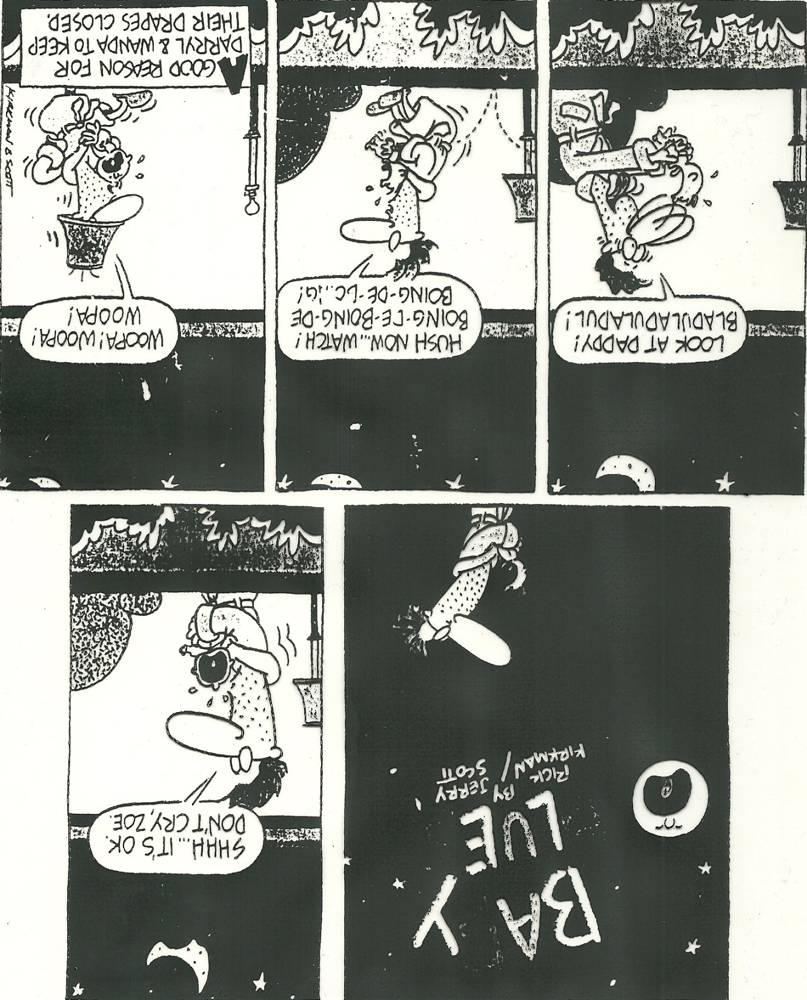 BA Y
LUE
BY
RICK
KIRKMAN /
JERRY
SCOTT
SHHH...IT'S OK.
DON'T CRY, ZOE.
LOOK AT DADDY!
BLADULADULADUL!
HUSH NOW...WATCH!
BOING-DE-BOING-DE
BOING-DE-
WOOPA! WOOPA!
WOOPA!
GOOD REASON FOR
DARRYL & WANDA TO KEEP
THEIR DRAPES CLOSED.
KIRKMAN & SCOTT